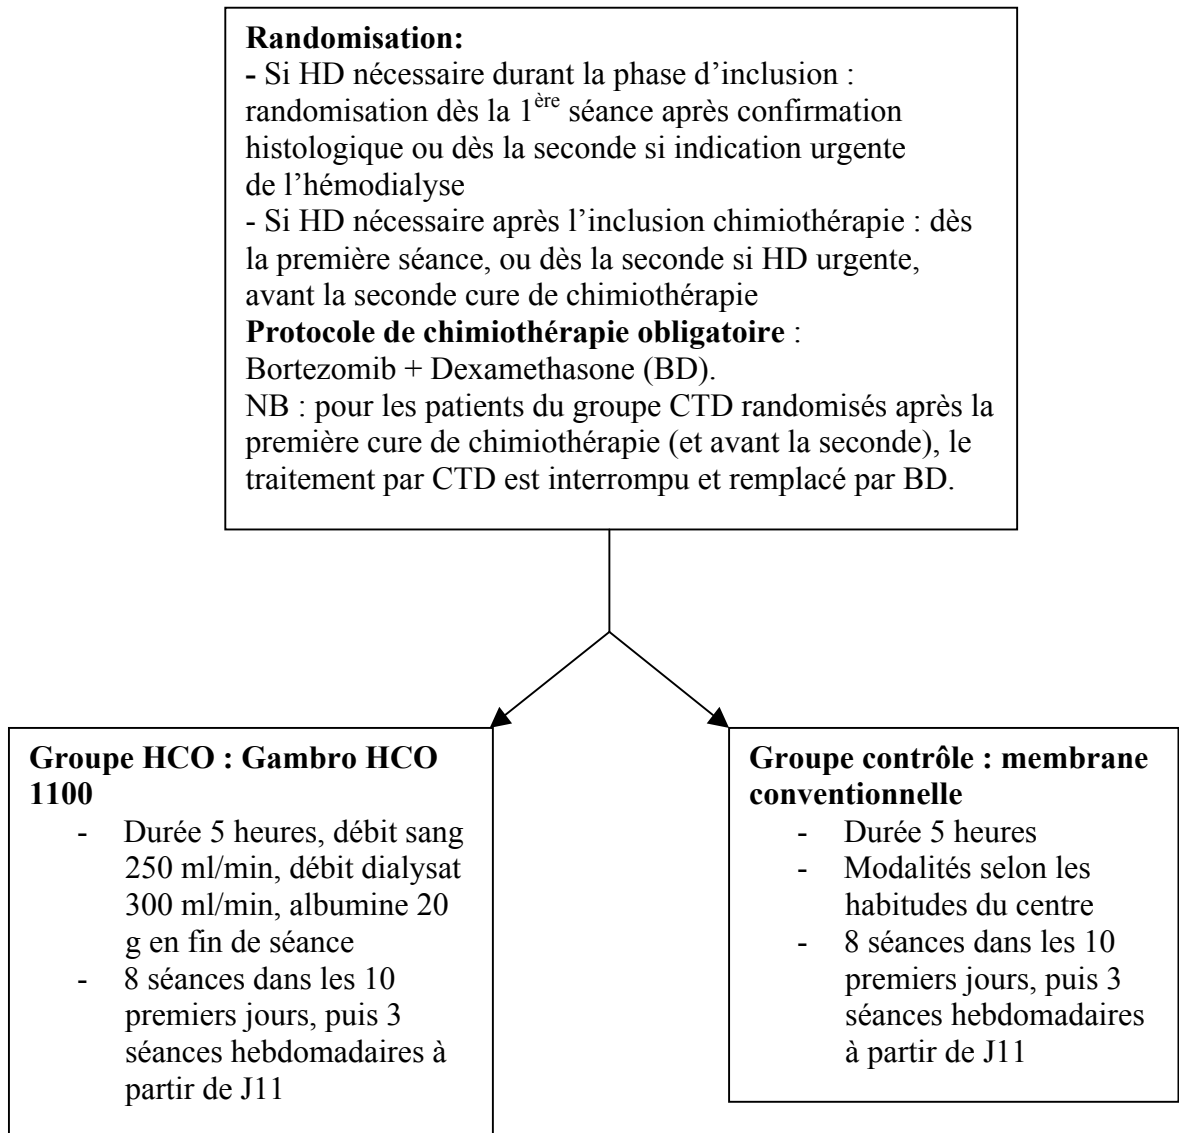 Randomisation:
- Si HD nécessaire durant la phase d’inclusion :
randomisation dès la 1ère séance après confirmation
histologique ou dès la seconde si indication urgente
de l’hémodialyse
- Si HD nécessaire après l’inclusion chimiothérapie : dès
la première séance, ou dès la seconde si HD urgente,
avant la seconde cure de chimiothérapie
Protocole de chimiothérapie obligatoire :
Bortezomib + Dexamethasone (BD).
NB : pour les patients du groupe CTD randomisés après la
première cure de chimiothérapie (et avant la seconde), le
traitement par CTD est interrompu et remplacé par BD.
Groupe HCO : Gambro HCO
1100
- Durée 5 heures, débit sang
250 ml/min, débit dialysat
300 ml/min, albumine 20
g en fin de séance
- 8 séances dans les 10
premiers jours, puis 3
séances hebdomadaires à
partir de J11
Groupe contrôle : membrane
conventionnelle
- Durée 5 heures
- Modalités selon les
habitudes du centre
- 8 séances dans les 10
premiers jours, puis 3
séances hebdomadaires
à partir de J11